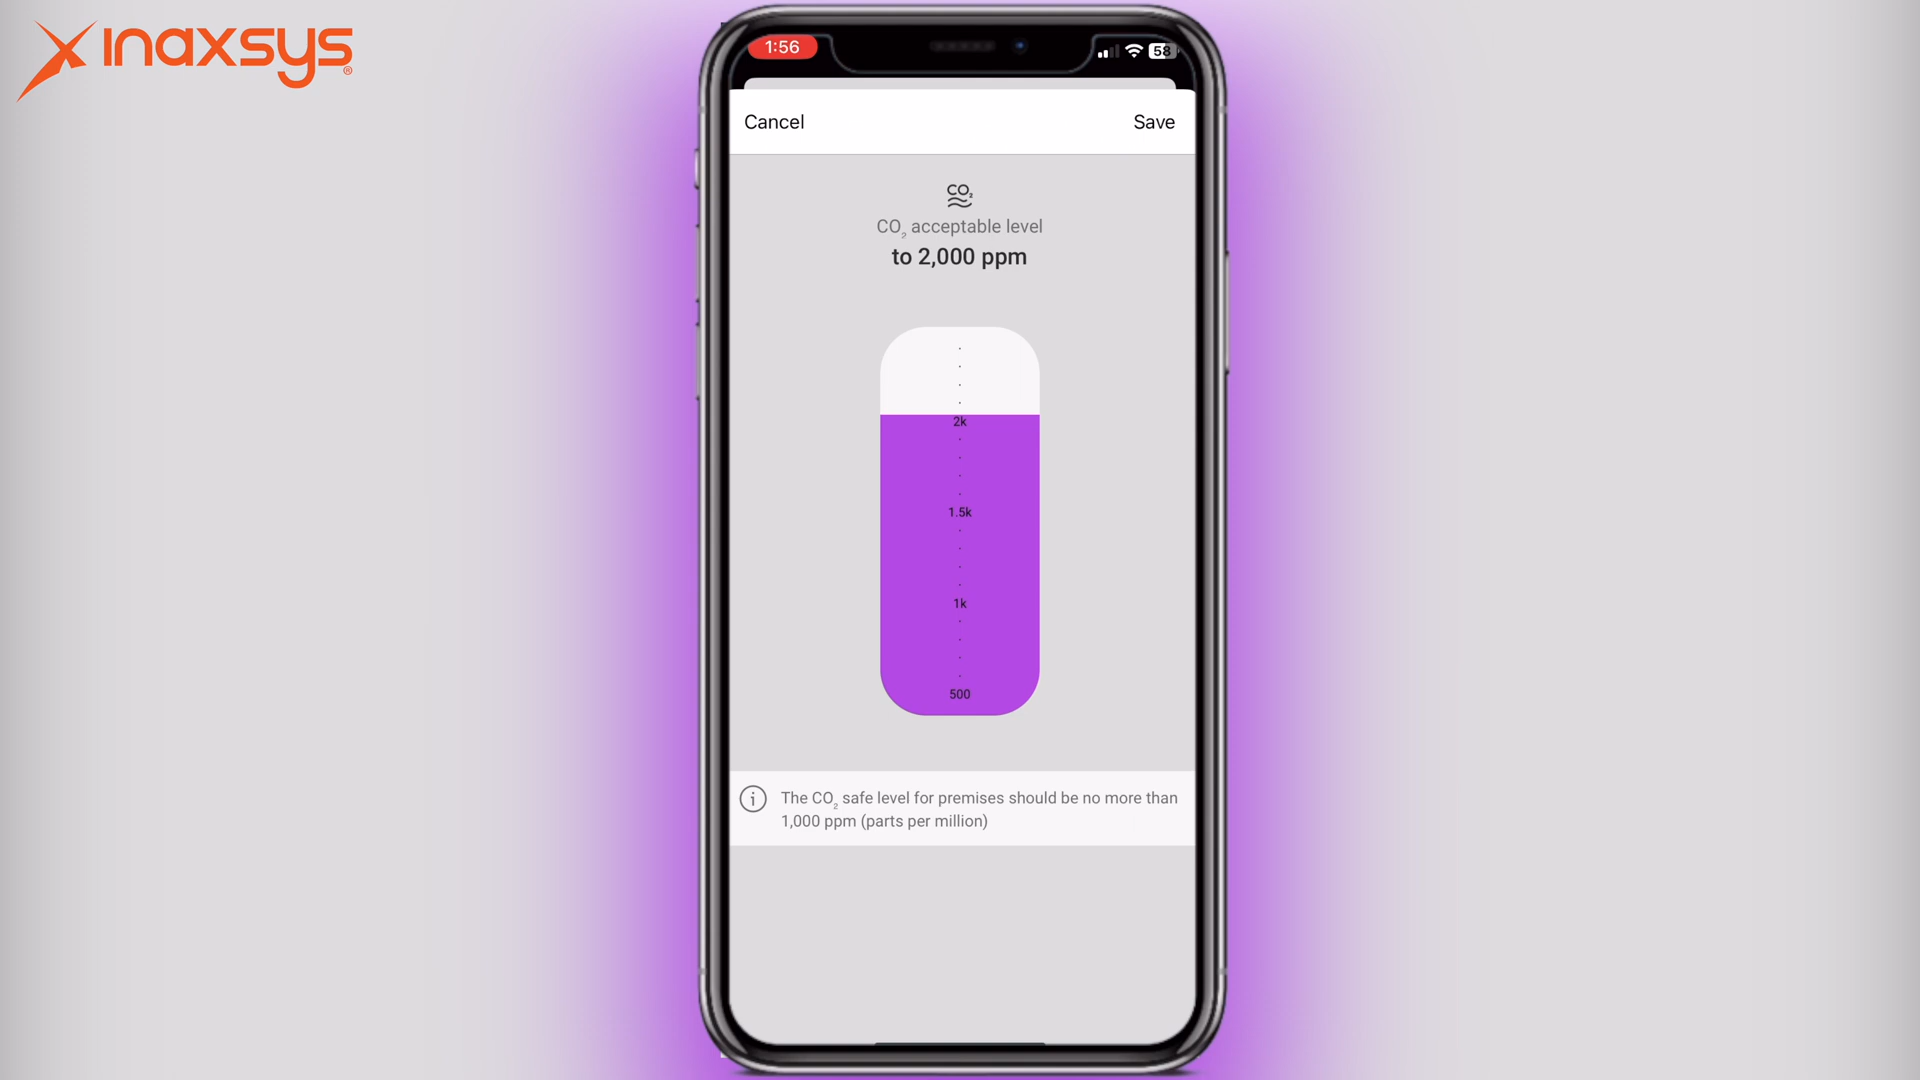 inaxsys®
1:56
58
Cancel
Save
CO₂
CO₂ acceptable level
to 2,000 ppm
2k
1.5k
1k
500
i
The CO₂ safe level for premises should be no more than
1,000 ppm (parts per million)